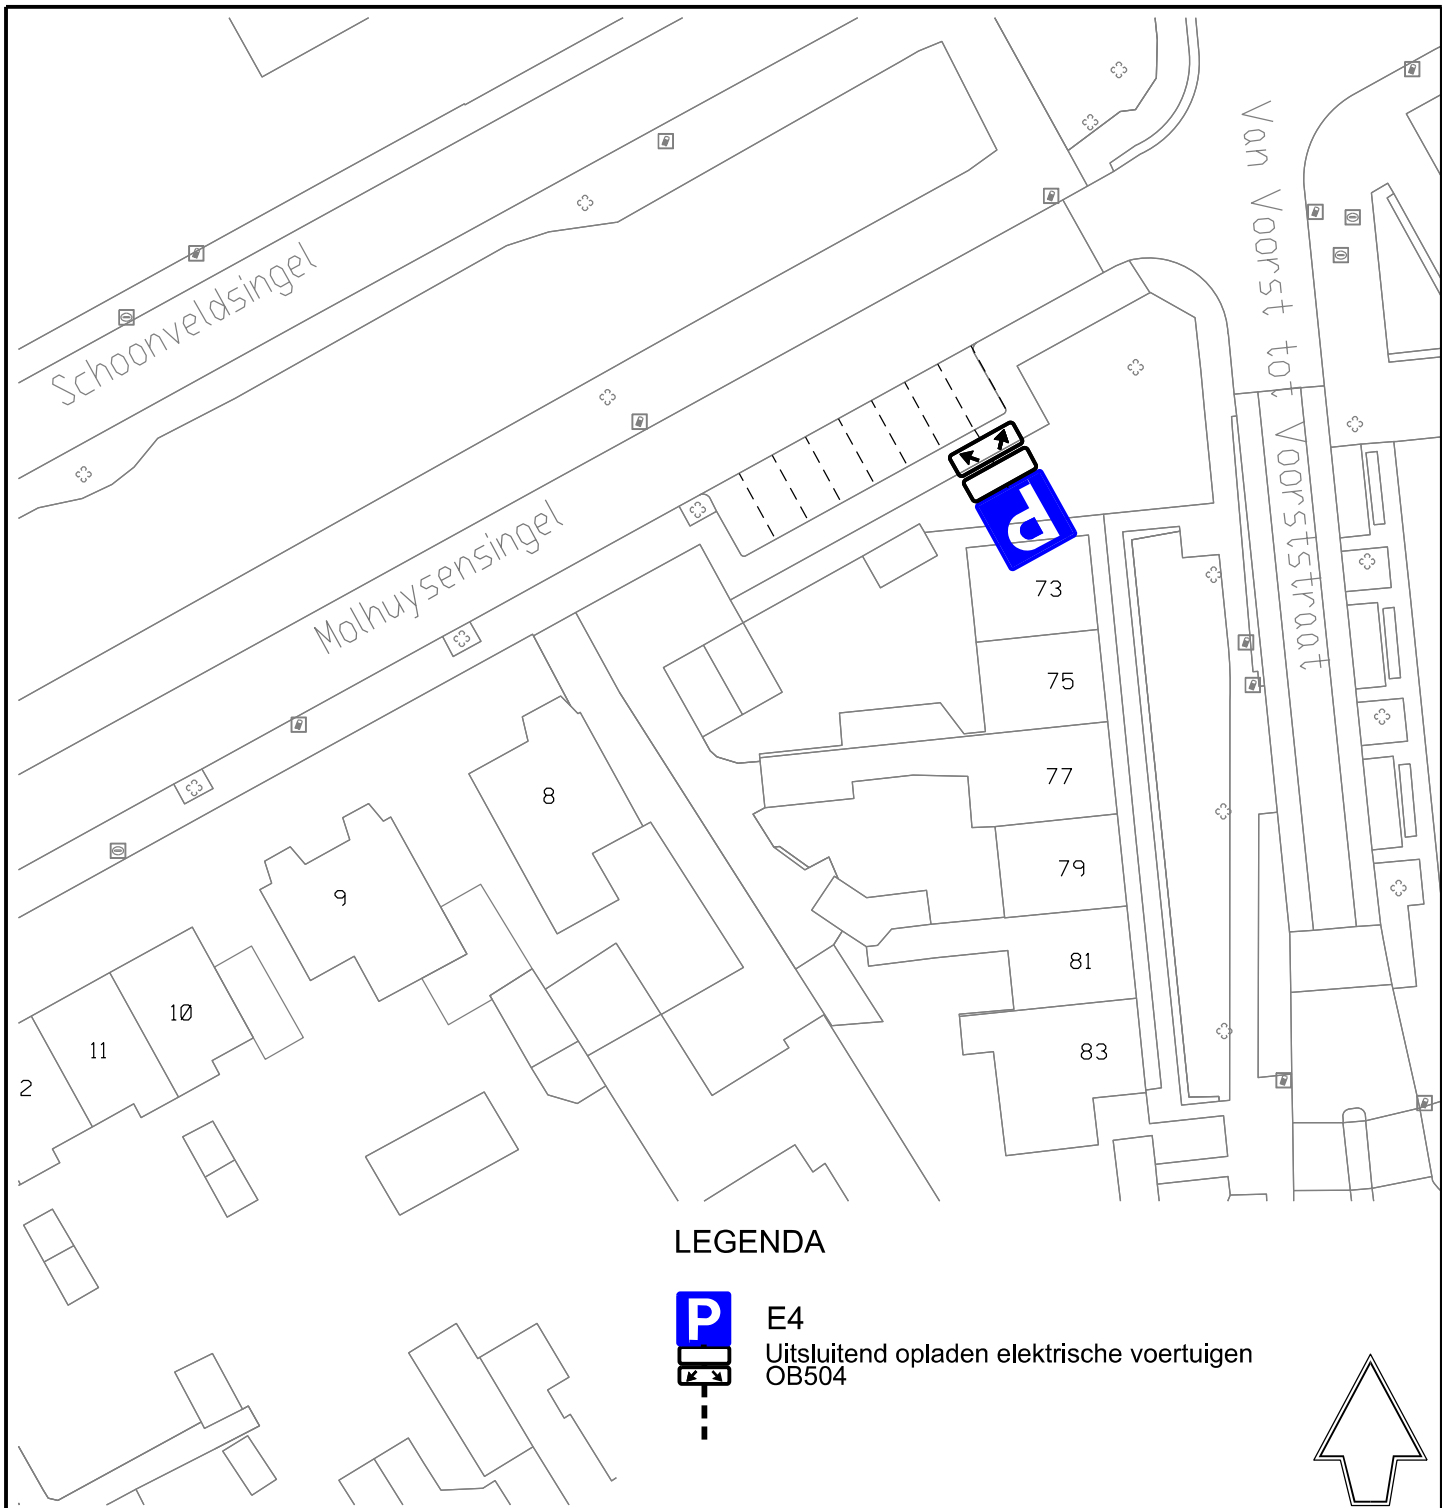 Van Voorst tot Voorststraat
Schoonveldsingel
Molhuysensingel
P
73
75
8
77
79
9
81
10
11
83
2
LEGENDA
P
E4
Uitsluitend opladen elektrische voertuigen
OB504